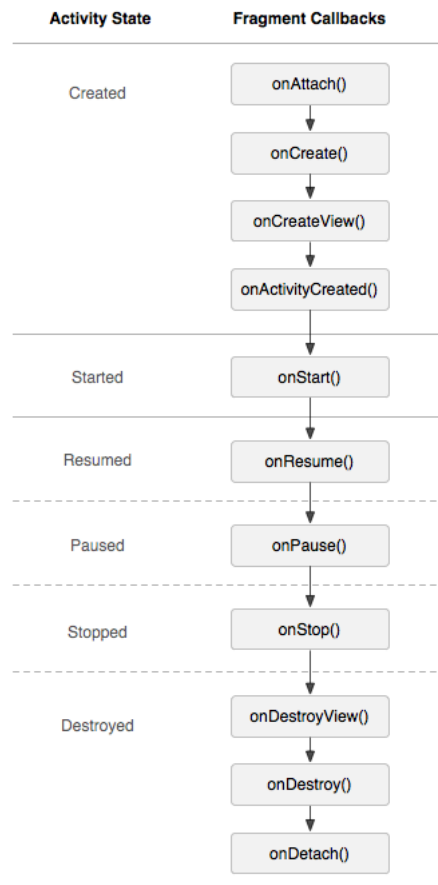 Activity State Fragment Callbacks
Created
onAttach()
onCreate()
onCreateView()
onActivityCreated()
Started
onStart()
Resumed
onResume()
Paused
onPause()
Stopped
onStop()
Destroyed
onDestroyView()
onDestroy()
onDetach()